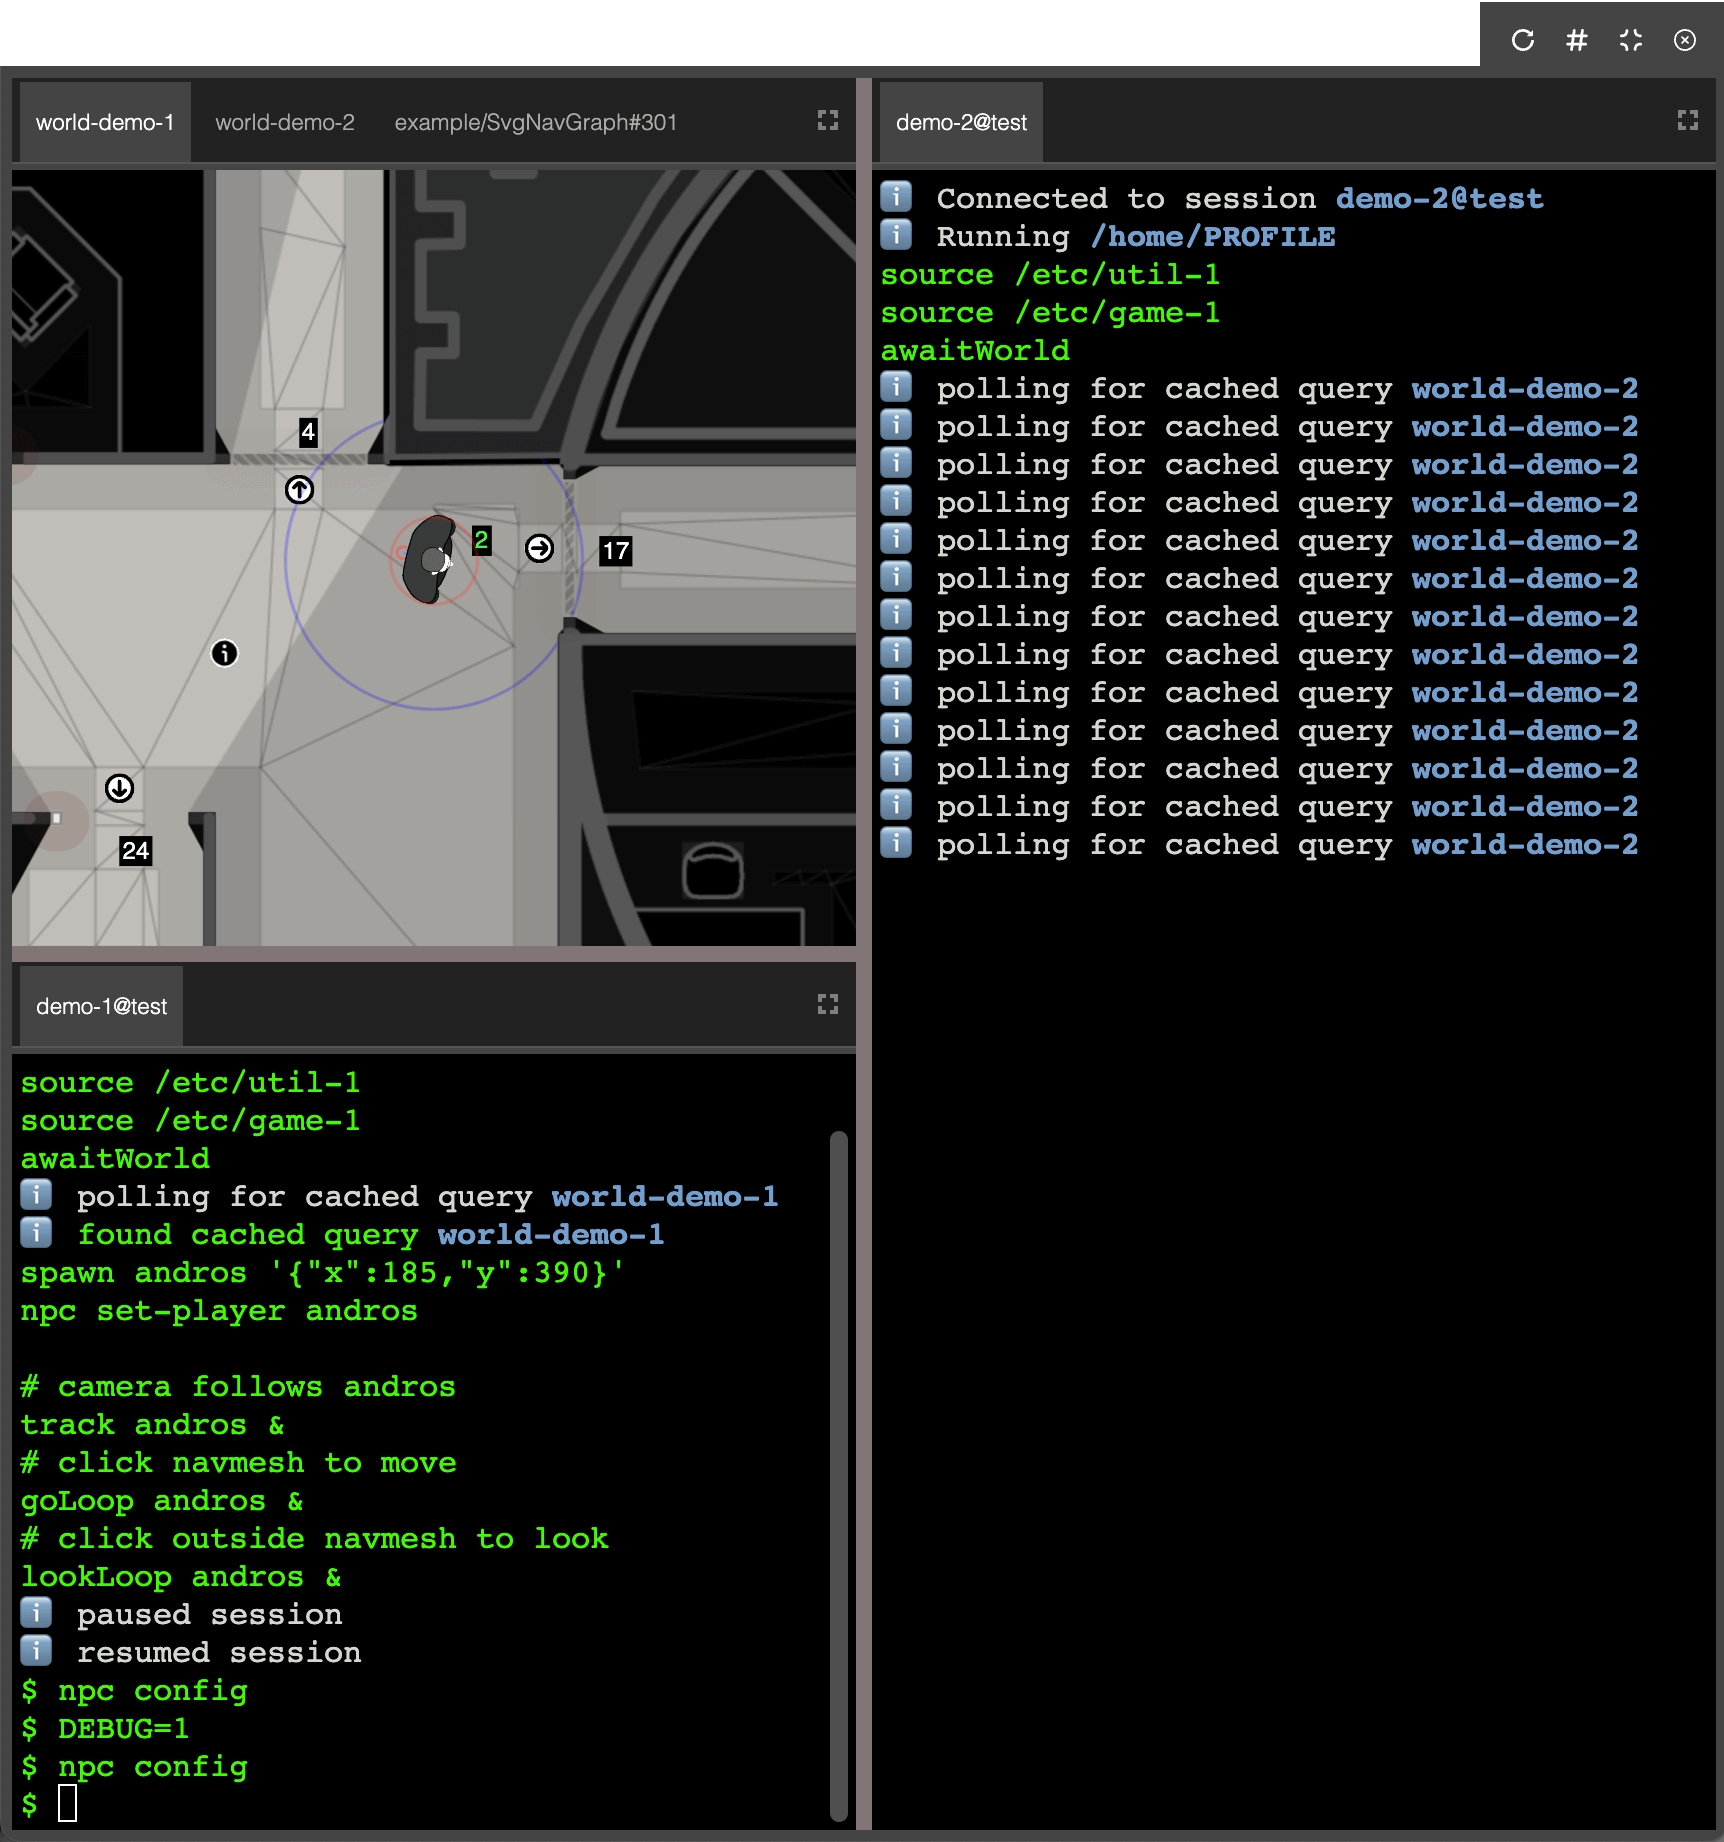 world-demo-1 world-demo-2 example/SvgNavGraph#301
4
2
17
24
demo-1@test
source /etc/util-1
source /etc/game-1
awaitWorld
polling for cached query world-demo-1
found cached query world-demo-1
spawn andros '{"x":185,"y":390}'
npc set-player andros
# camera follows andros
track andros &
# click navmesh to move
goLoop andros &
# click outside navmesh to look
lookLoop andros &
paused session
resumed session
$ npc config
$ DEBUG=1
$ npc config
$
demo-2@test
Connected to session demo-2@test
Running /home/PROFILE
source /etc/util-1
source /etc/game-1
awaitWorld
polling for cached query world-demo-2
polling for cached query world-demo-2
polling for cached query world-demo-2
polling for cached query world-demo-2
polling for cached query world-demo-2
polling for cached query world-demo-2
polling for cached query world-demo-2
polling for cached query world-demo-2
polling for cached query world-demo-2
polling for cached query world-demo-2
polling for cached query world-demo-2
polling for cached query world-demo-2
polling for cached query world-demo-2